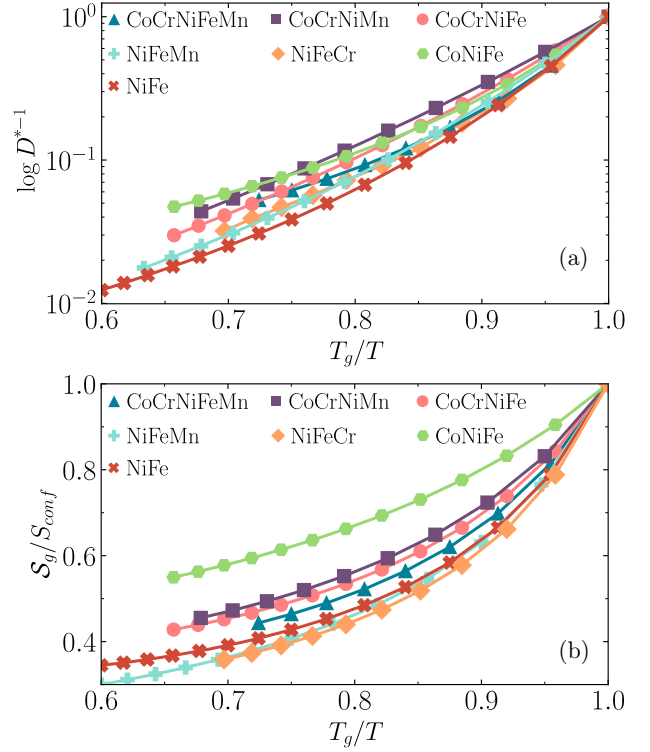 CoCrNiFeMn CoCrNiMn CoCrNiFe
NiFeMn NiFeCr CoNiFe
NiFe
10⁰
10⁻¹
10⁻²
log D*⁻¹
(a)
0.6 0.7 0.8 0.9 1.0
T_g/T
CoCrNiFeMn CoCrNiMn CoCrNiFe
NiFeMn NiFeCr CoNiFe
NiFe
1.0
0.8
0.6
0.4
𝒮_g/S_conf
(b)
0.6 0.7 0.8 0.9 1.0
T_g/T